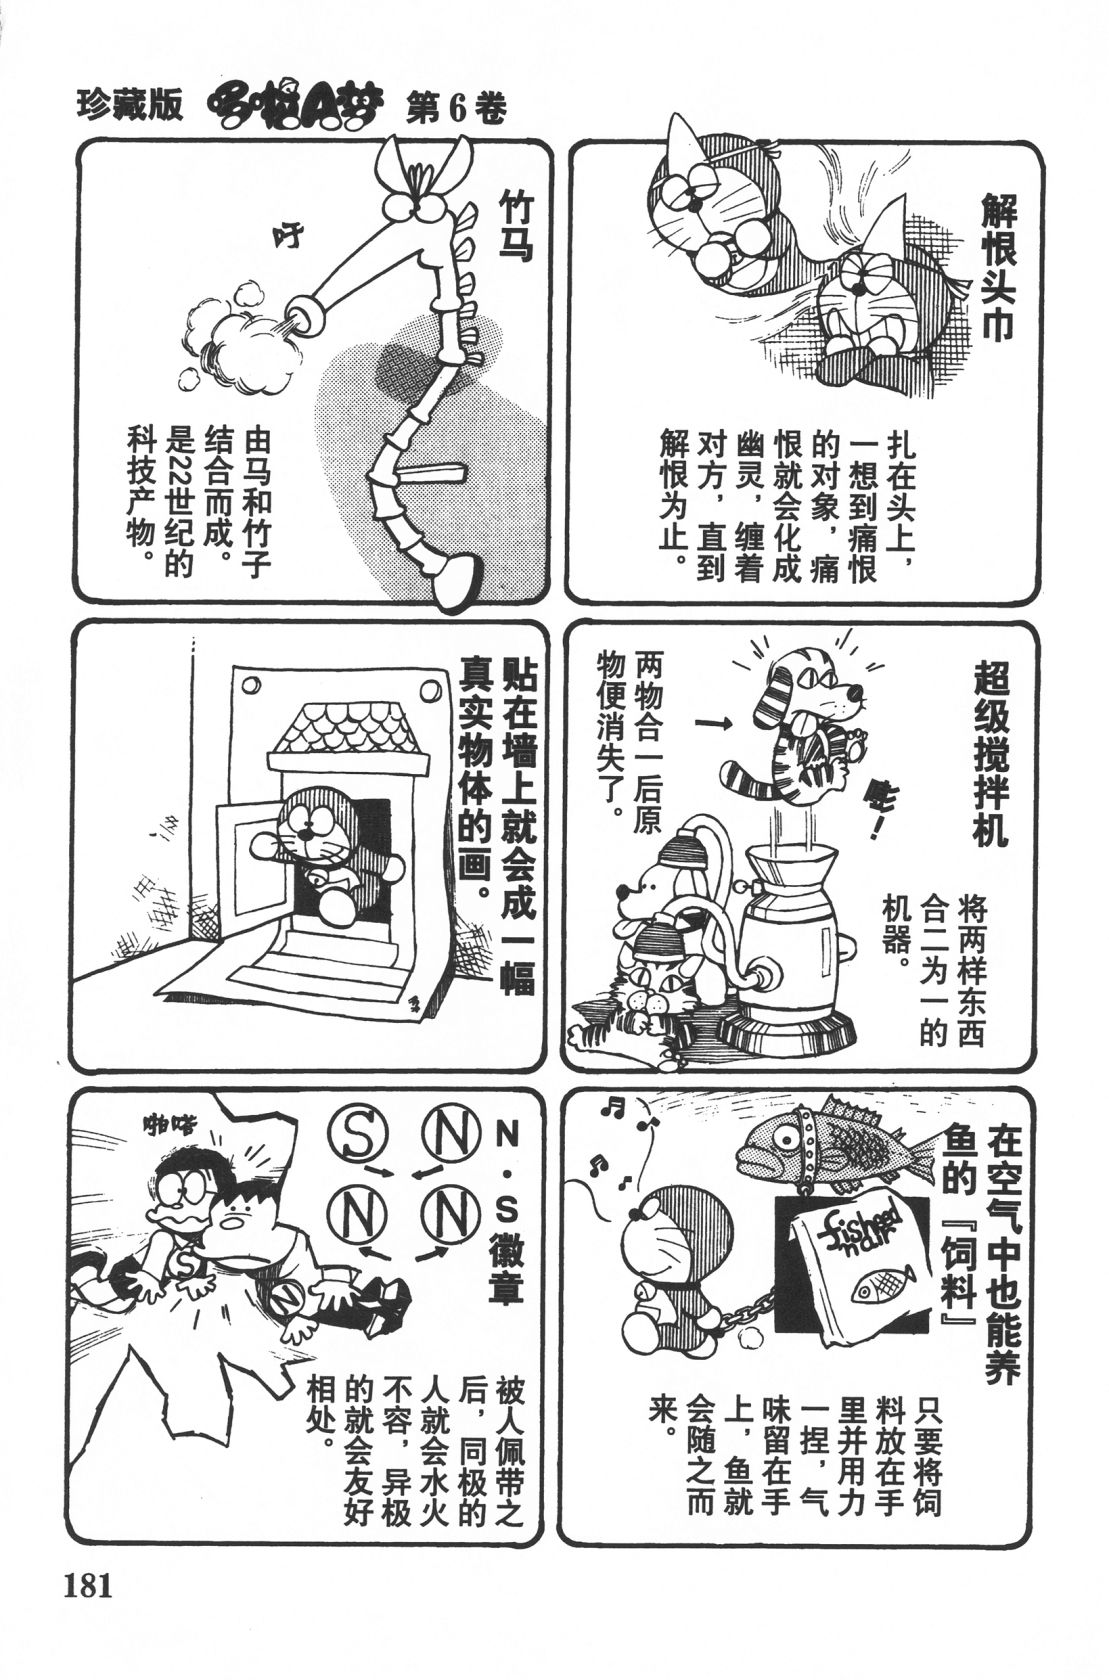 珍藏版 哆啦A梦 第6卷
解恨头巾
扎在头上，
一想到痛恨
的对象，痛
恨就会化成
幽灵，缠着
对方，直到
解恨为止。
竹马
吁
由马和竹子
结合而成。
是22世纪的
科技产物。
超级搅拌机
将两样东西
合二为一的
机器。
嘭！
两物合一后原
物便消失了。
贴在墙上就会成一幅
真实物体的画。
在空气中也能养
鱼的『饲料』
只要将饲
料放在手
里并用力
一捏，气
味留在手
上，鱼就
会随之而
来。
N·S徽章
S N
N N
啪嗒
S
N
被人佩带之
后，同极的
人就会水火
不容，异极
的就会友好
相处。
181